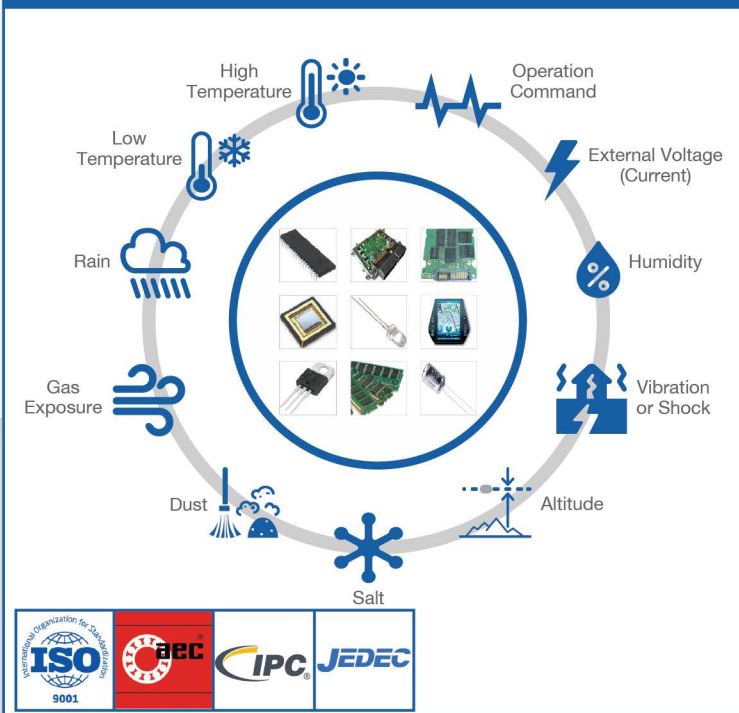 High
Temperature
Operation
Command
Low
Temperature
External Voltage
(Current)
Rain
%
Humidity
Gas
Exposure
Vibration
or Shock
Dust
Altitude
Salt
International Organization for Standardization
ISO
9001
aec
®
IPC®
JEDEC